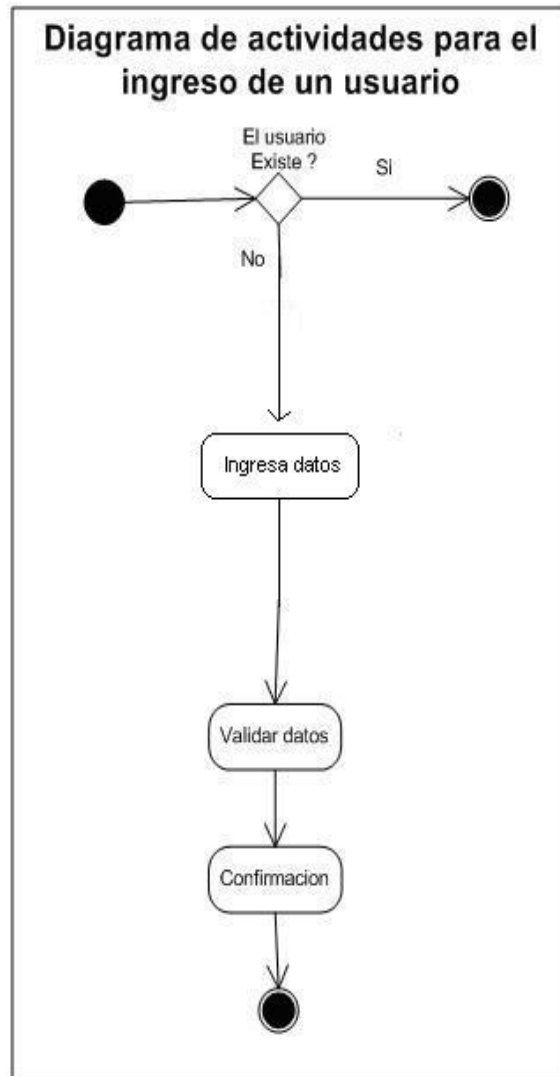 Diagrama de actividades para el
ingreso de un usuario
El usuario
Existe ?
Si
No
Ingresa datos
Validar datos
Confirmacion